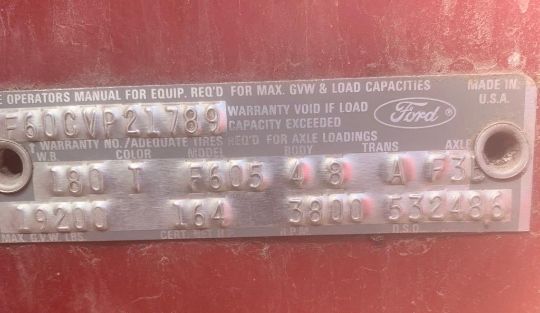 E OPERATORS MANUAL FOR EQUIP. REQ'D FOR MAX. GVW & LOAD CAPACITIES
MADE IN
U.S.A.
F60CVP21789
WARRANTY VOID IF LOAD
CAPACITY EXCEEDED
Ford
WARRANTY NO./ADEQUATE TIRES REQ'D FOR AXLE LOADINGS
W.B. COLOR MODEL BODY TRANS AXLE
180 T F605 48 A F3
19200 164 3800 532486
MAX. G.V.W. LBS CERT. R.P.M. D.S.O.